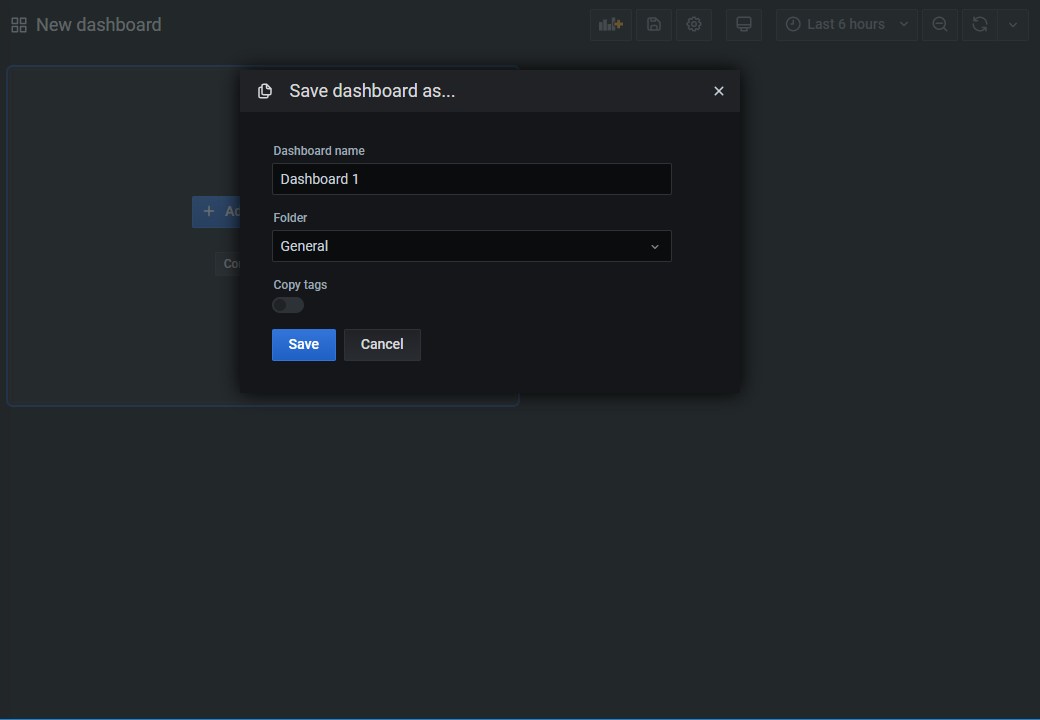 New dashboard
Last 6 hours
Save dashboard as...
Dashboard name
Dashboard 1
Folder
General
Copy tags
Save
Cancel